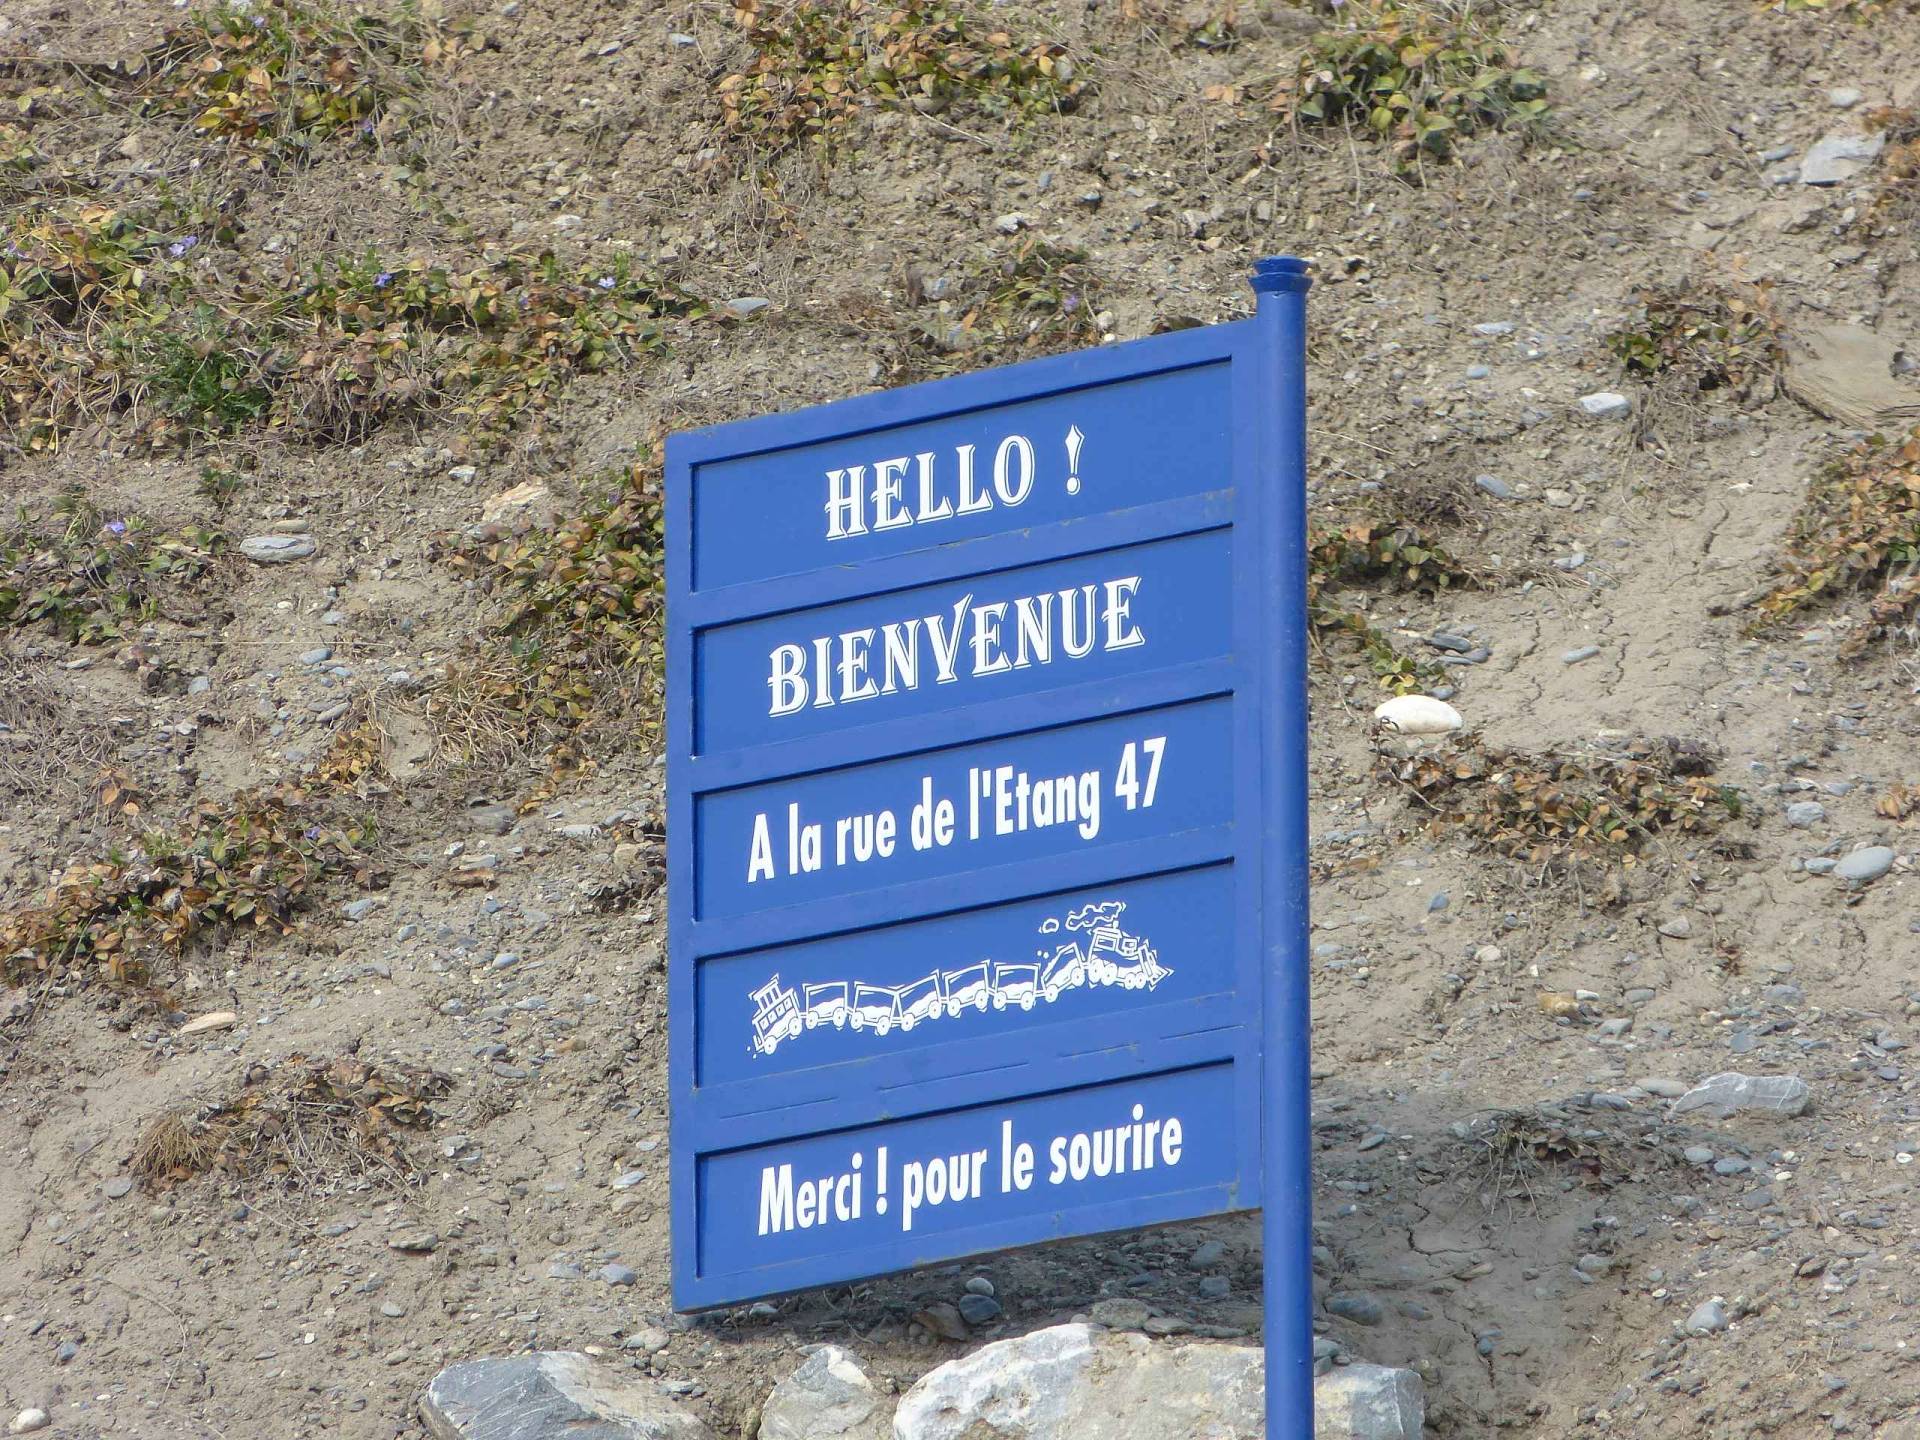 HELLO !
BIENVENUE
A la rue de l'Etang 47
Merci ! pour le sourire